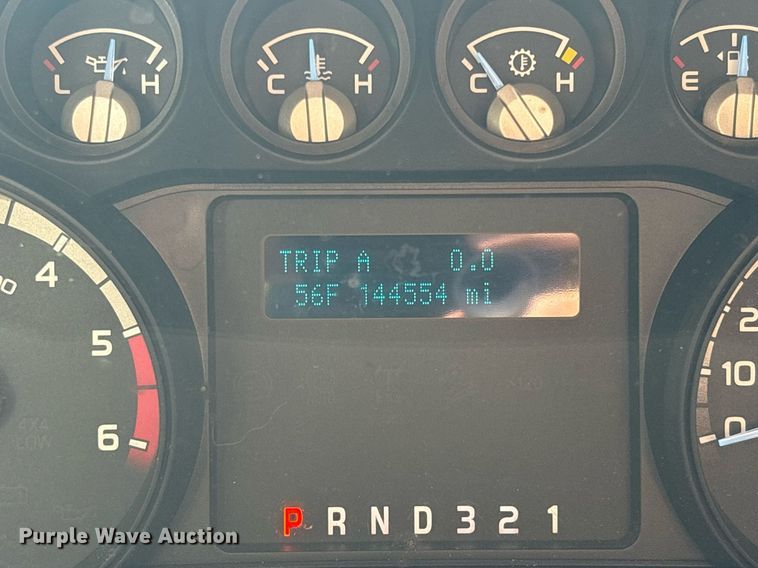 L H
C H
C H
E
TRIP A 0.0
56F 144554 mi
4
5
6
4X4
LOW
2
10
0
P R N D 3 2 1
Purple Wave Auction